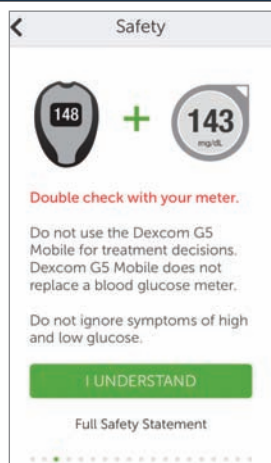 Safety
148
143
mg/dL
Double check with your meter.
Do not use the Dexcom G5
Mobile for treatment decisions.
Dexcom G5 Mobile does not
replace a blood glucose meter.
Do not ignore symptoms of high
and low glucose.
I UNDERSTAND
Full Safety Statement